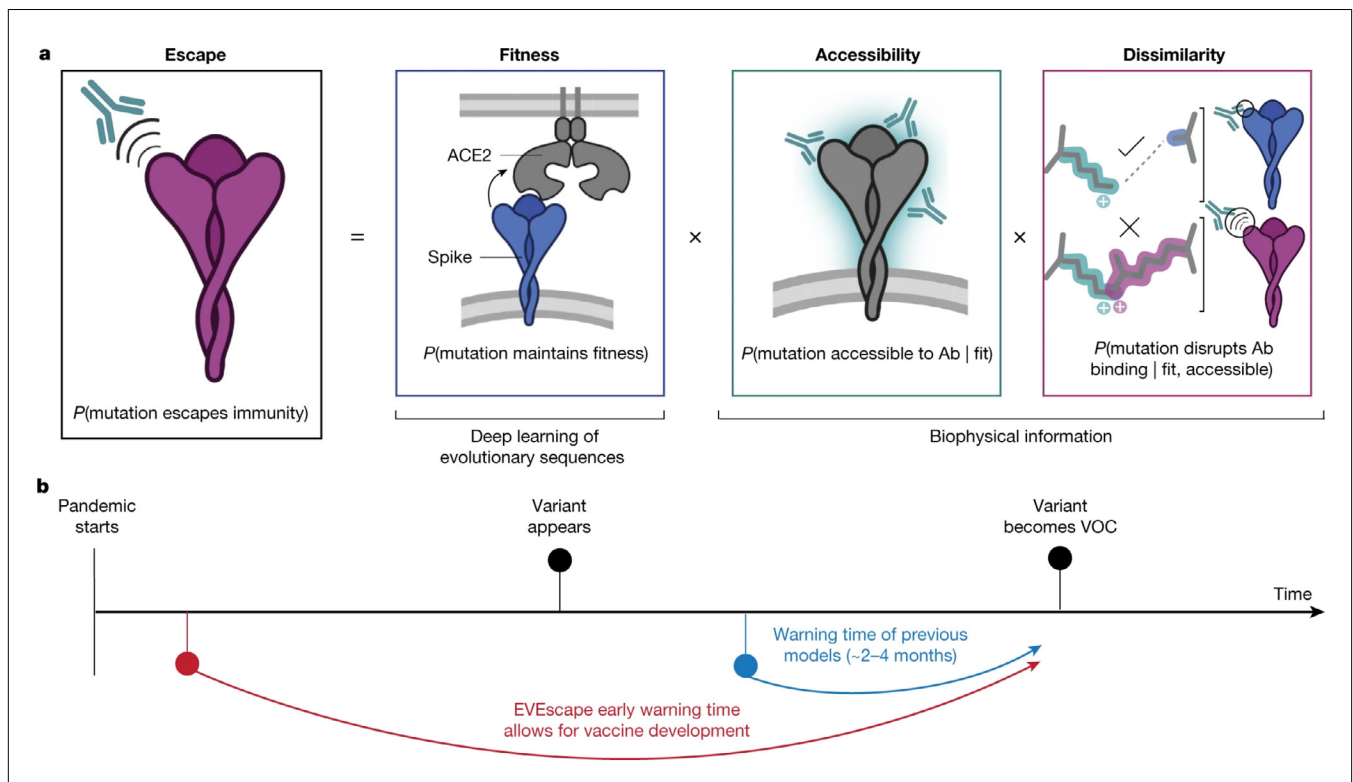 a
Escape
Fitness
Accessibility
Dissimilarity
ACE2
Spike
=
×
×
+
+ +
P(mutation escapes immunity)
P(mutation maintains fitness)
P(mutation accessible to Ab | fit)
P(mutation disrupts Ab
binding | fit, accessible)
Deep learning of
evolutionary sequences
Biophysical information
b
Pandemic
starts
Variant
appears
Variant
becomes VOC
Time
Warning time of previous
models (~2–4 months)
EVEscape early warning time
allows for vaccine development